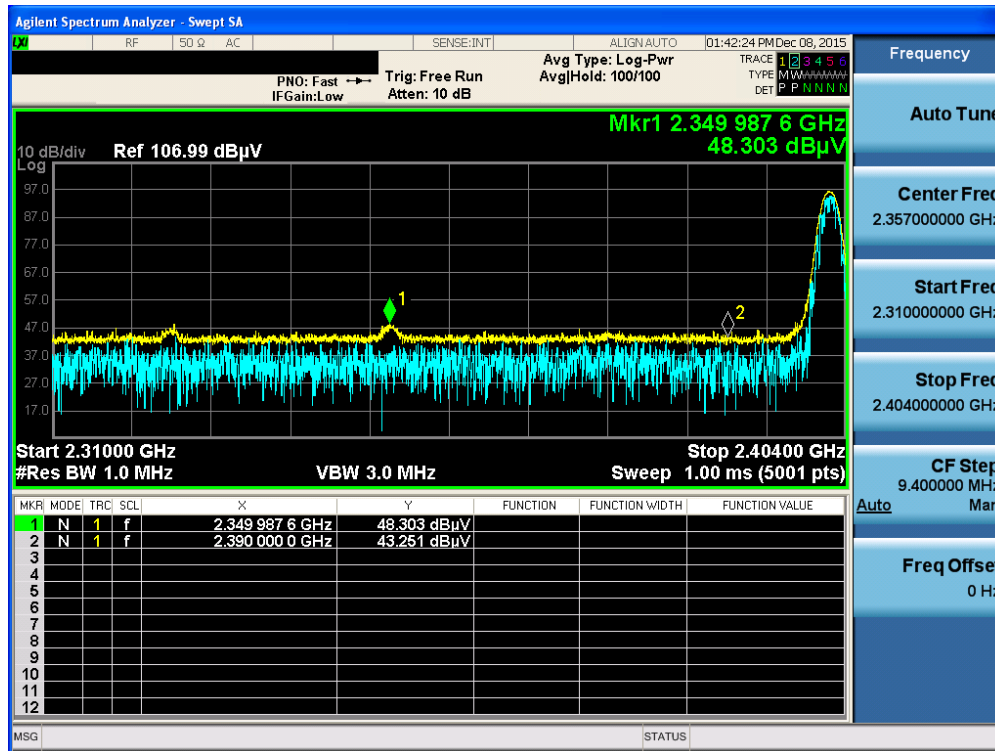 Agilent Spectrum Analyzer - Swept SA
LXI RF 50 Ω AC SENSE:INT ALIGN AUTO 01:42:24 PM Dec 08, 2015
Frequency
PNO: Fast
IFGain:Low
Trig: Free Run
Atten: 10 dB
Avg Type: Log-Pwr
Avg|Hold: 100/100
TRACE 1 2 3 4 5 6
TYPE M W
DET P P N N N N
Auto Tune
Mkr1 2.349 987 6 GHz
48.303 dBµV
10 dB/div Ref 106.99 dBµV
Log
97.0
87.0
77.0
67.0
57.0
47.0
37.0
27.0
17.0
1
2
Center Freq
2.357000000 GHz
Start Freq
2.310000000 GHz
Stop Freq
2.404000000 GHz
Start 2.31000 GHz Stop 2.40400 GHz
#Res BW 1.0 MHz VBW 3.0 MHz Sweep 1.00 ms (5001 pts)
CF Step
9.400000 MHz
Auto Man
MKR MODE TRC SCL X Y FUNCTION FUNCTION WIDTH FUNCTION VALUE
1 N 1 f 2.349 987 6 GHz 48.303 dBµV
2 N 1 f 2.390 000 0 GHz 43.251 dBµV
3
4
5
6
7
8
9
10
11
12
Freq Offset
0 Hz
MSG STATUS